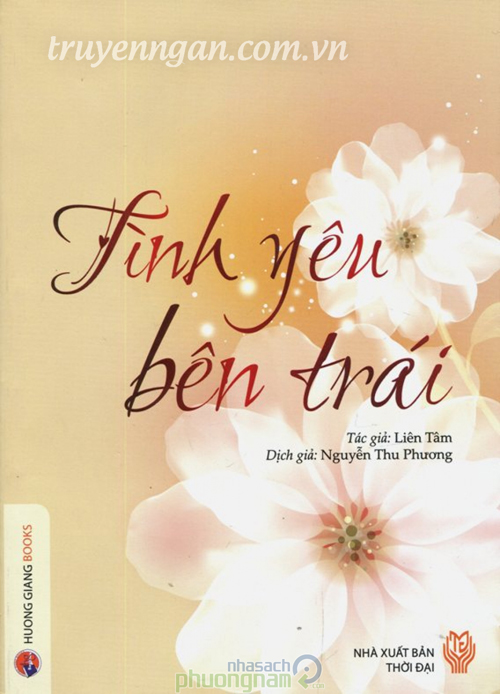 truyenngan.com.vn
Tình yêu
bên trái
Tác giả: Liên Tâm
Dịch giả: Nguyễn Thu Phương
HUONG GIANG BOOKS
NHÀ XUẤT BẢN
THỜI ĐẠI
nhasach
phuongnam